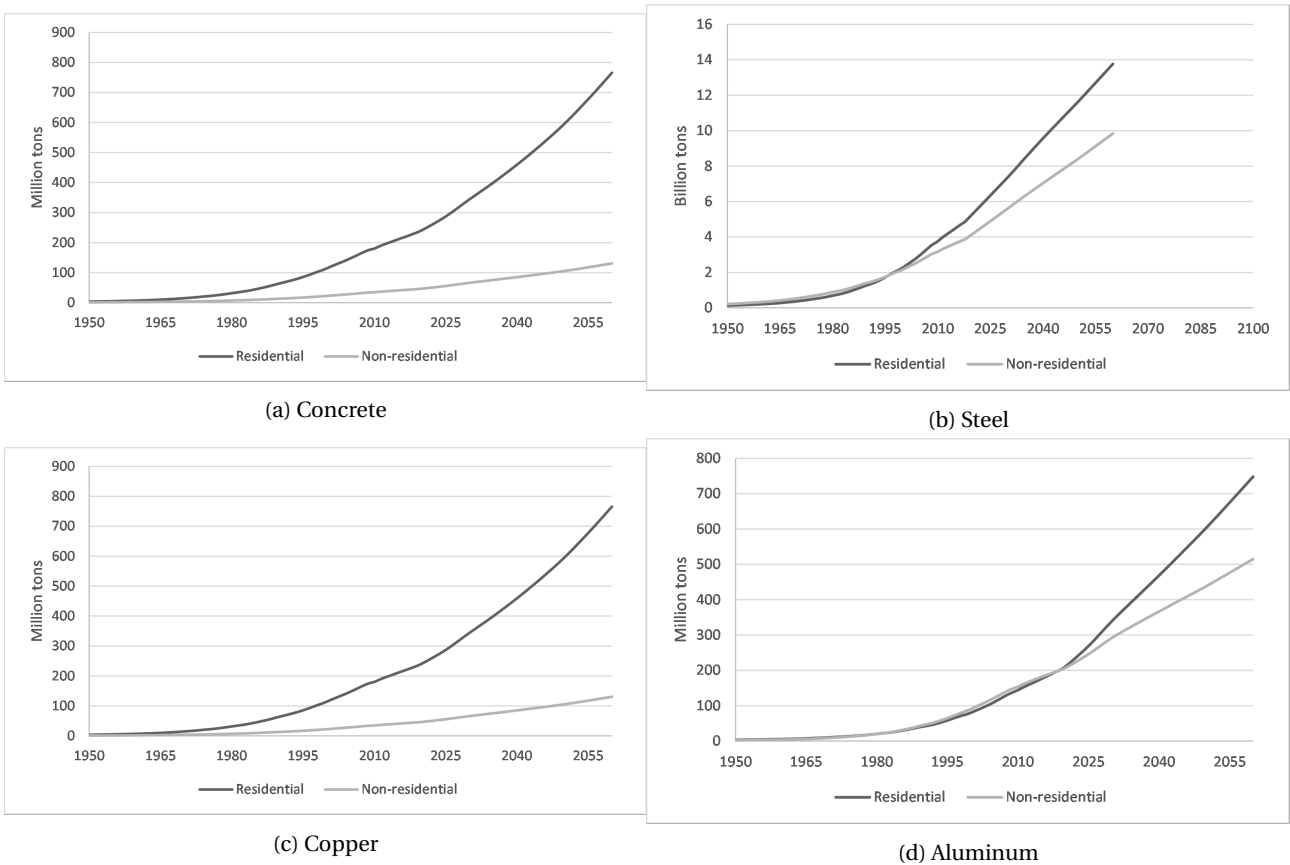 900
800
700
600
500
400
300
200
100
0
Million tons
1950 1965 1980 1995 2010 2025 2040 2055
Residential Non-residential
(a) Concrete
16
14
12
10
8
6
4
2
0
Billion tons
1950 1965 1980 1995 2010 2025 2040 2055 2070 2085 2100
Residential Non-residential
(b) Steel
900
800
700
600
500
400
300
200
100
0
Million tons
1950 1965 1980 1995 2010 2025 2040 2055
Residential Non-residential
(c) Copper
800
700
600
500
400
300
200
100
0
Million tons
1950 1965 1980 1995 2010 2025 2040 2055
Residential Non-residential
(d) Aluminum